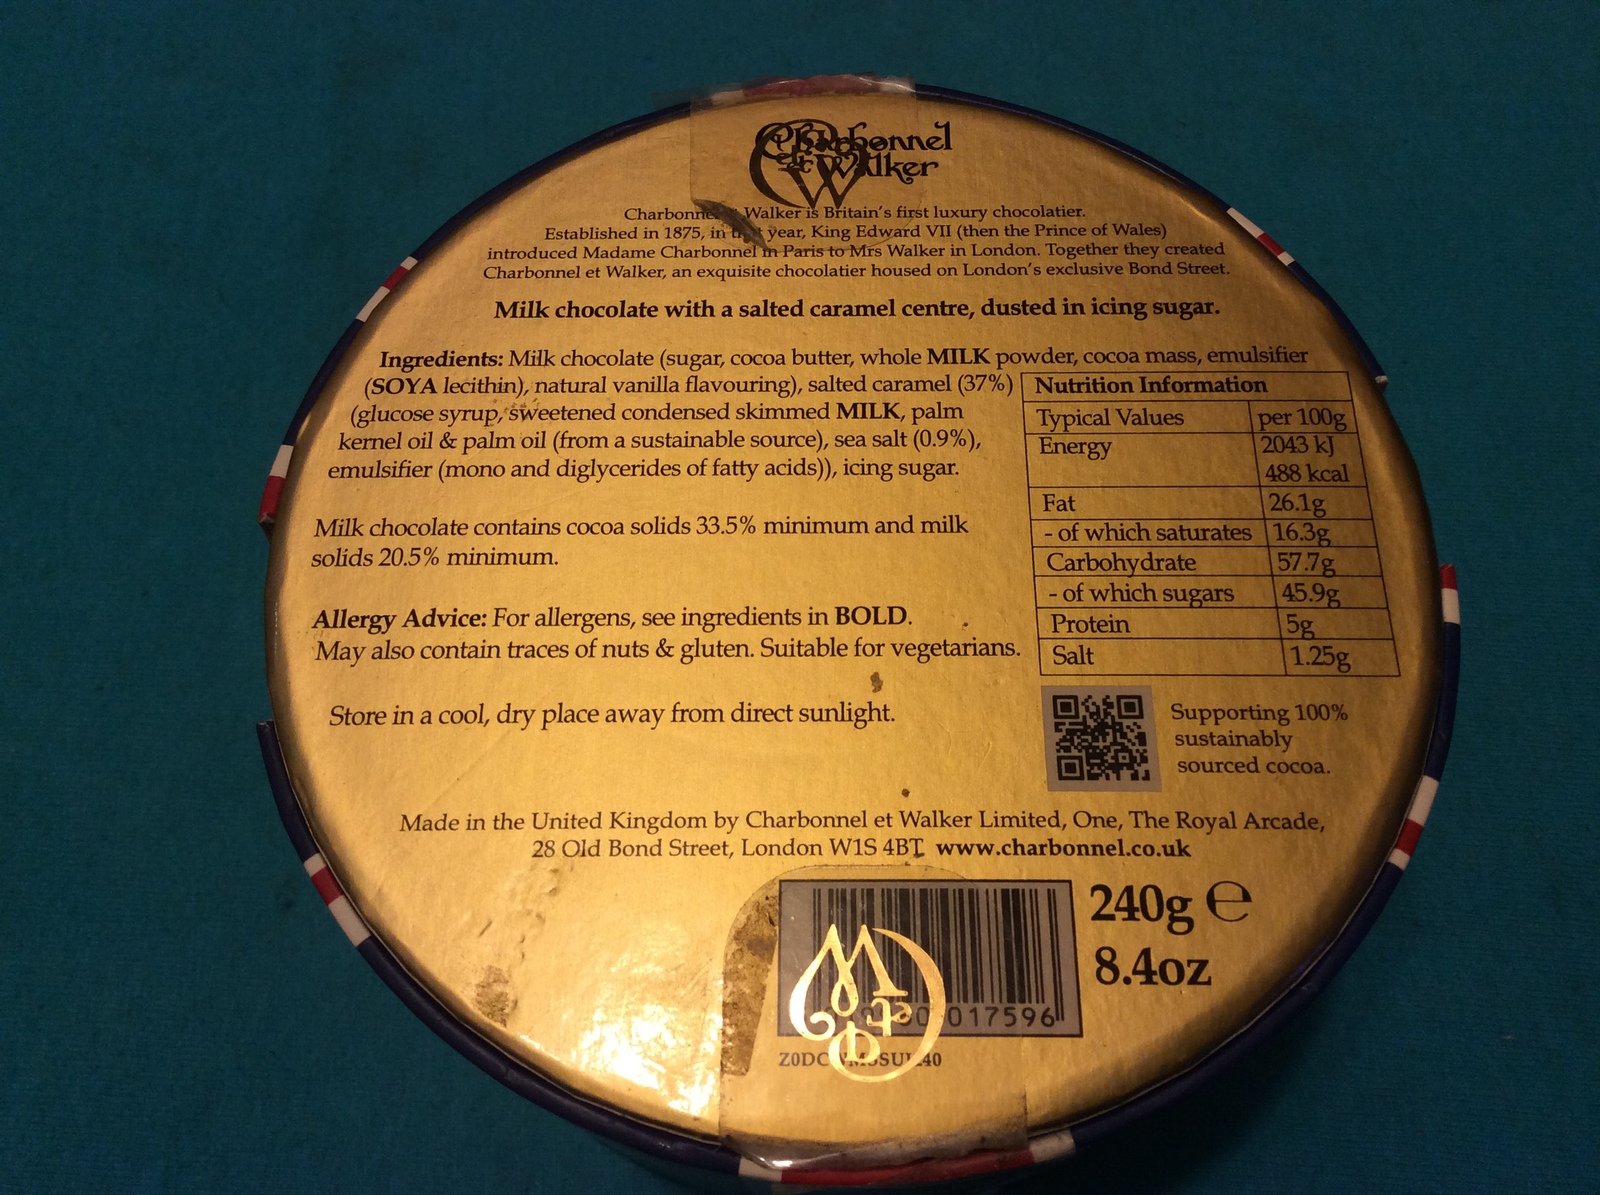 Charbonnel
et Walker
Charbonnel Walker is Britain's first luxury chocolatier.
Established in 1875, in that year, King Edward VII (then the Prince of Wales)
introduced Madame Charbonnel in Paris to Mrs Walker in London. Together they created
Charbonnel et Walker, an exquisite chocolatier housed on London's exclusive Bond Street.
Milk chocolate with a salted caramel centre, dusted in icing sugar.
Ingredients: Milk chocolate (sugar, cocoa butter, whole MILK powder, cocoa mass, emulsifier
(SOYA lecithin), natural vanilla flavouring), salted caramel (37%)
(glucose syrup, sweetened condensed skimmed MILK, palm
kernel oil & palm oil (from a sustainable source), sea salt (0.9%),
emulsifier (mono and diglycerides of fatty acids)), icing sugar.
Milk chocolate contains cocoa solids 33.5% minimum and milk
solids 20.5% minimum.
Allergy Advice: For allergens, see ingredients in BOLD.
May also contain traces of nuts & gluten. Suitable for vegetarians.
Store in a cool, dry place away from direct sunlight.
Nutrition Information
Typical Values per 100g
Energy 2043 kJ
488 kcal
Fat 26.1g
- of which saturates 16.3g
Carbohydrate 57.7g
- of which sugars 45.9g
Protein 5g
Salt 1.25g
Supporting 100%
sustainably
sourced cocoa.
Made in the United Kingdom by Charbonnel et Walker Limited, One, The Royal Arcade,
28 Old Bond Street, London W1S 4BT www.charbonnel.co.uk
240g e
8.4oz
017596